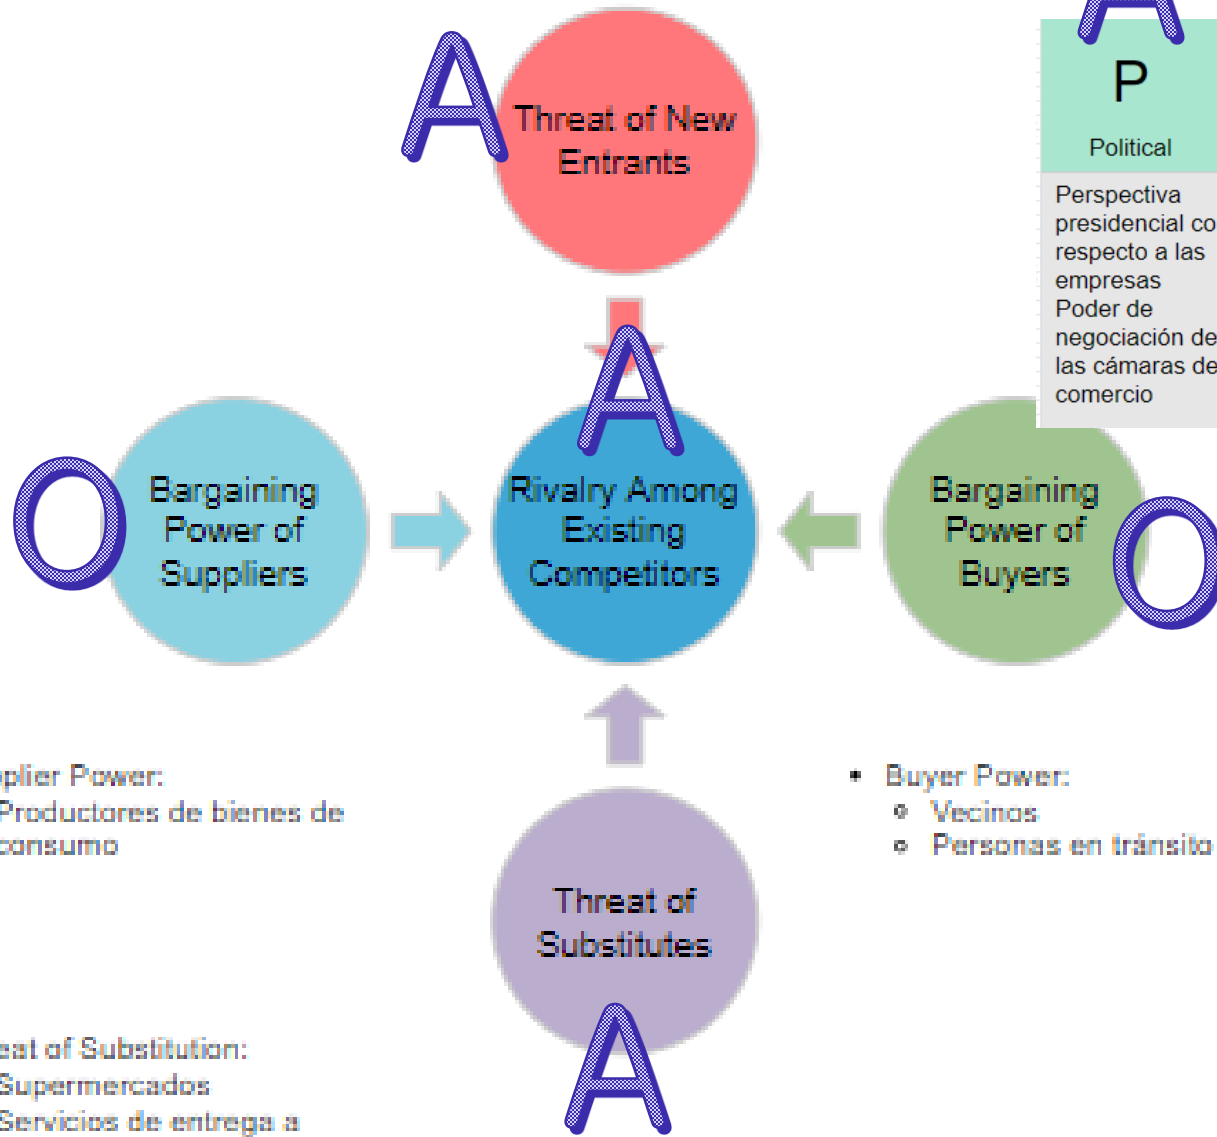 A
Threat of New
Entrants
A
P
Political
Perspectiva
presidencial co
respecto a las
empresas
Poder de
negociación de
las cámaras de
comercio
A
O
Bargaining
Power of
Suppliers
Rivalry Among
Existing
Competitors
Bargaining
Power of
Buyers
O
plier Power:
Productores de bienes de
consumo
• Buyer Power:
Vecinos
Personas en tránsito
Threat of
Substitutes
A
eat of Substitution:
Supermercados
Servicios de entrega a